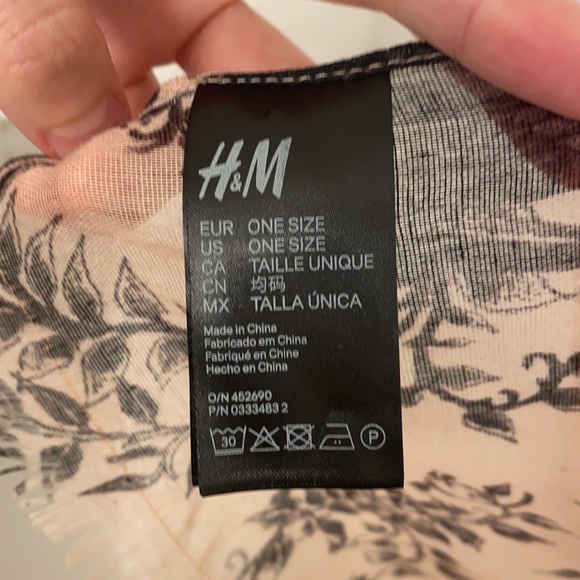 H&M
EUR ONE SIZE
US ONE SIZE
CA TAILLE UNIQUE
CN 均码
MX TALLA ÚNICA
Made in China
Fabricado em China
Fabriqué en Chine
Hecho en China
O/N 452690
P/N 0333483 2
30 P